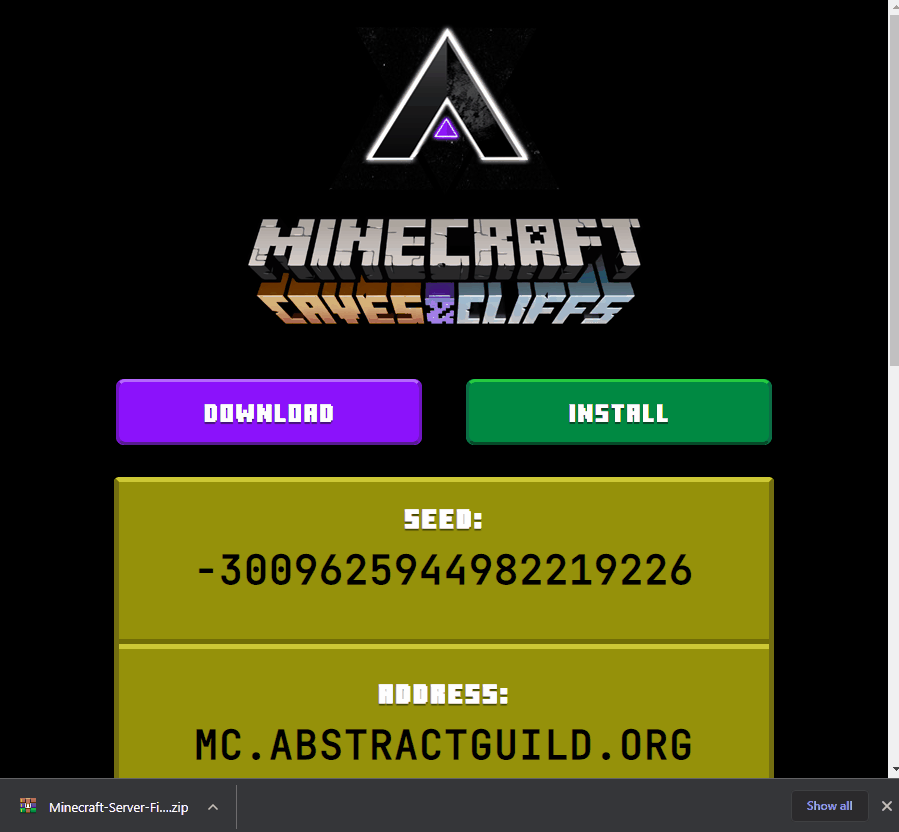 MINECRAFT
CAVES & CLIFFS
DOWNLOAD
INSTALL
SEED:
-3009625944982219226
ADDRESS:
MC.ABSTRACTGUILD.ORG
Minecraft-Server-Fi....zip
Show all